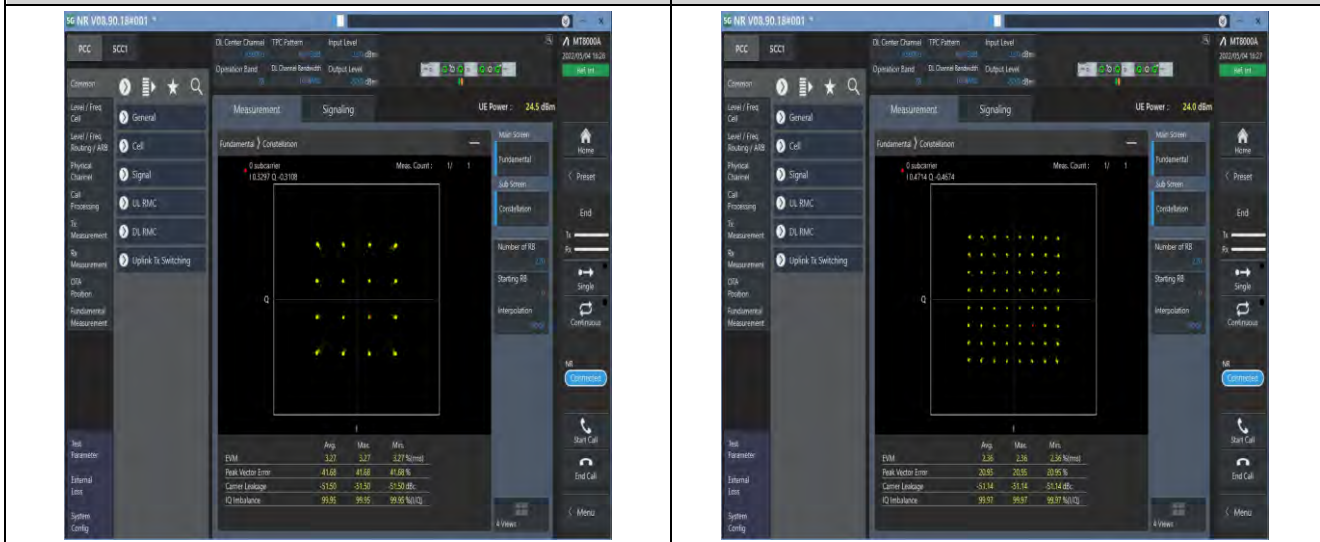 5G NR V08.90.18#001 *
PCC SCC1
DL Center Channel TPC Pattern Input Level
dBm
Operation Band DL Channel Bandwidth Output Level
dBm
MT8000A
2022/03/04 16:28
Ref. Int
Common
Level / Freq.
Cell
Level / Freq.
Routing / ARB
Physical
Channel
Call
Processing
Tx
Measurement
Rx
Measurement
OTA
Position
Fundamental
Measurement
Test
Parameter
External
Loss
System
Config
General
Cell
Signal
UL RMC
DL RMC
Uplink Tx Switching
Measurement Signaling UE Power : 24.5 dBm
Fundamental Constellation
0 subcarrier Meas. Count : 1/ 1
I 0.3297 Q -0.3108
Q
I
Avg. Max. Min.
EVM 3.27 3.27 3.27 %(rms)
Peak Vector Error 41.68 41.68 41.68 %
Carrier Leakage -51.50 -51.50 -51.50 dBc
IQ Imbalance 99.95 99.95 99.95 %(I/Q)
Main Screen
Fundamental
Sub Screen
Constellation
Number of RB
Starting RB
Interpolation
4 Views
Home
Preset
End
Tx
Rx
Single
Continuous
NR
Connected
Start Call
End Call
Menu
5G NR V08.90.18#001 *
PCC SCC1
DL Center Channel TPC Pattern Input Level
dBm
Operation Band DL Channel Bandwidth Output Level
dBm
MT8000A
2022/03/04 16:27
Ref. Int
Common
Level / Freq.
Cell
Level / Freq.
Routing / ARB
Physical
Channel
Call
Processing
Tx
Measurement
Rx
Measurement
OTA
Position
Fundamental
Measurement
Test
Parameter
External
Loss
System
Config
General
Cell
Signal
UL RMC
DL RMC
Uplink Tx Switching
Measurement Signaling UE Power : 24.0 dBm
Fundamental Constellation
0 subcarrier Meas. Count : 1/ 1
I 0.4714 Q -0.4674
Q
I
Avg. Max. Min.
EVM 2.36 2.36 2.36 %(rms)
Peak Vector Error 20.95 20.95 20.95 %
Carrier Leakage -51.14 -51.14 -51.14 dBc
IQ Imbalance 99.97 99.97 99.97 %(I/Q)
Main Screen
Fundamental
Sub Screen
Constellation
Number of RB
Starting RB
Interpolation
4 Views
Home
Preset
End
Tx
Rx
Single
Continuous
NR
Connected
Start Call
End Call
Menu